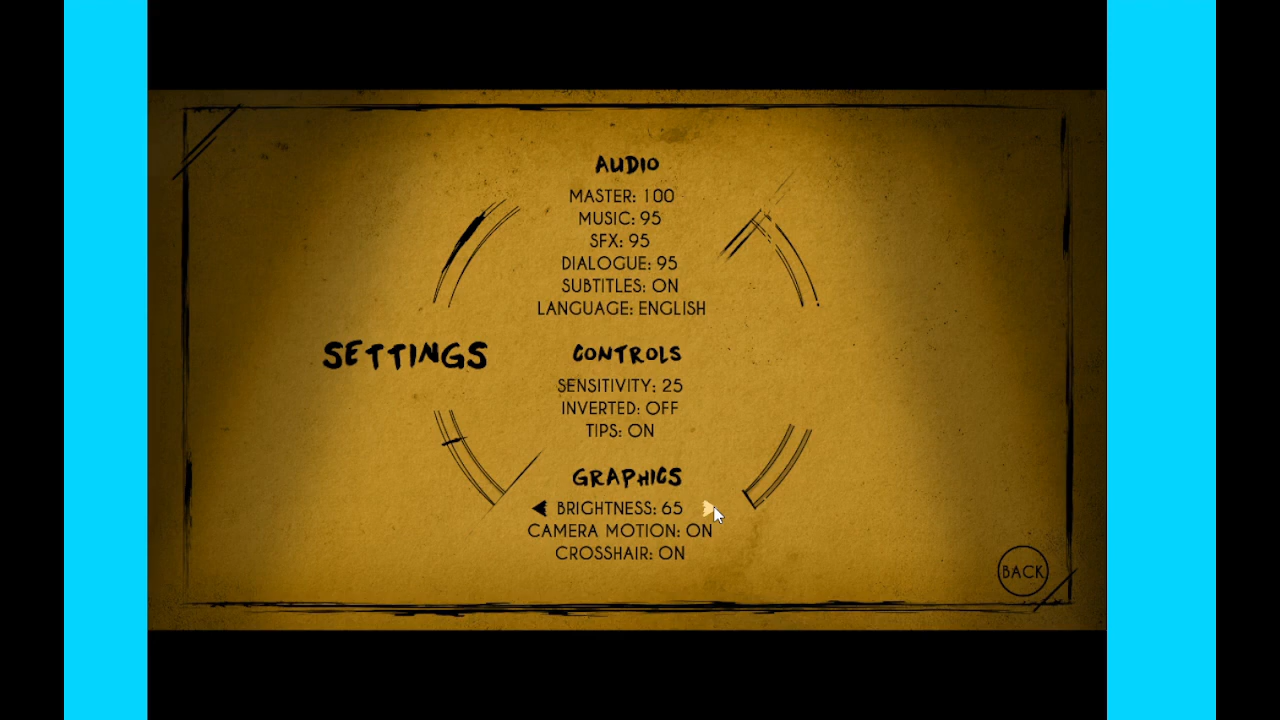 AUDIO
MASTER: 100
MUSIC: 95
SFX: 95
DIALOGUE: 95
SUBTITLES: ON
LANGUAGE: ENGLISH
SETTINGS
CONTROLS
SENSITIVITY: 25
INVERTED: OFF
TIPS: ON
GRAPHICS
BRIGHTNESS: 65
CAMERA MOTION: ON
CROSSHAIR: ON
BACK